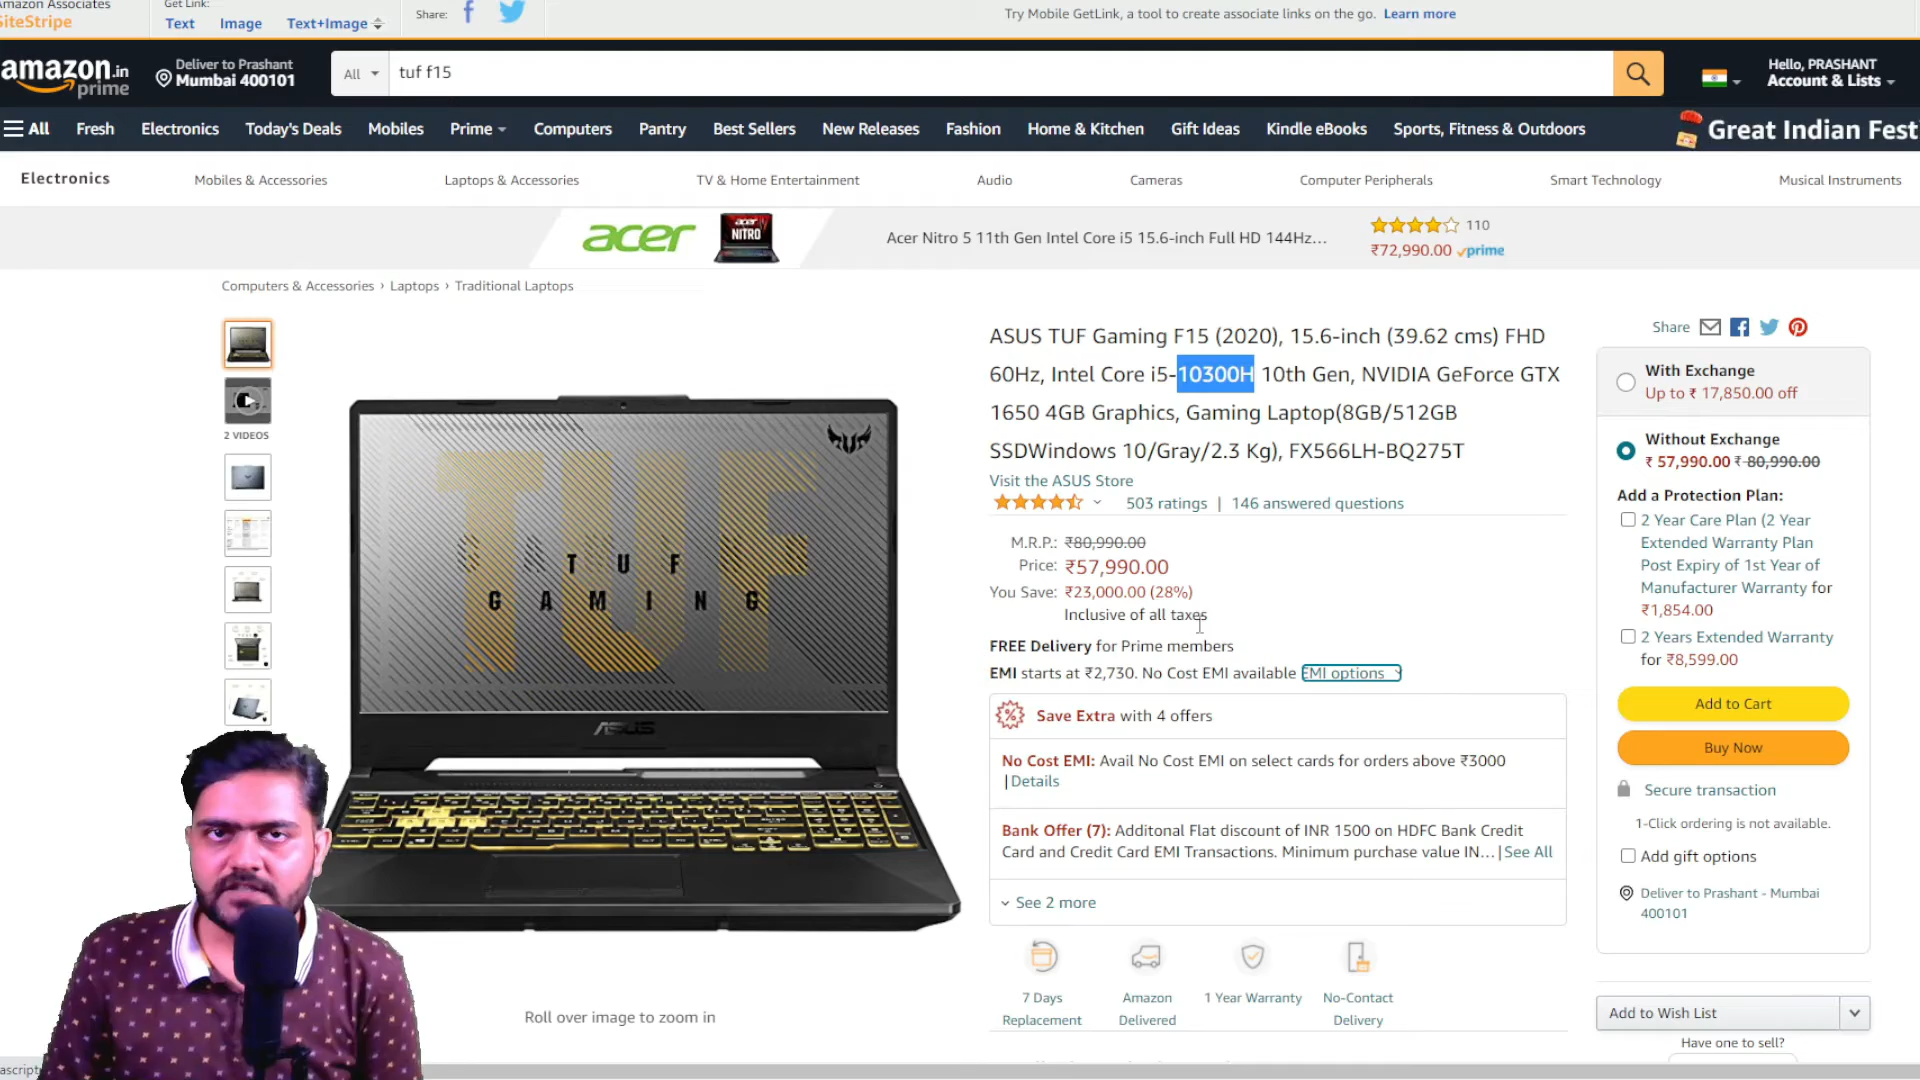 Amazon Associates
SiteStripe
Get Link:
Text
Image
Text+Image
Share:
Try Mobile GetLink, a tool to create associate links on the go. Learn more
amazon.in
prime
Deliver to Prashant
Mumbai 400101
All
tuf f15
Hello, PRASHANT
Account & Lists
All
Fresh
Electronics
Today's Deals
Mobiles
Prime
Computers
Pantry
Best Sellers
New Releases
Fashion
Home & Kitchen
Gift Ideas
Kindle eBooks
Sports, Fitness & Outdoors
Great Indian Fest
Electronics
Mobiles & Accessories
Laptops & Accessories
TV & Home Entertainment
Audio
Cameras
Computer Peripherals
Smart Technology
Musical Instruments
acer
acer
NITRO
Acer Nitro 5 11th Gen Intel Core i5 15.6-inch Full HD 144Hz...
110
₹72,990.00 prime
Computers & Accessories › Laptops › Traditional Laptops
2 VIDEOS
TUF
TUF
GAMING
ASUS
Roll over image to zoom in
ASUS TUF Gaming F15 (2020), 15.6-inch (39.62 cms) FHD
60Hz, Intel Core i5-10300H 10th Gen, NVIDIA GeForce GTX
1650 4GB Graphics, Gaming Laptop(8GB/512GB
SSDWindows 10/Gray/2.3 Kg), FX566LH-BQ275T
Visit the ASUS Store
503 ratings | 146 answered questions
M.R.P.: ₹80,990.00
Price: ₹57,990.00
You Save: ₹23,000.00 (28%)
Inclusive of all taxes
FREE Delivery for Prime members
EMI starts at ₹2,730. No Cost EMI available EMI options
Save Extra with 4 offers
No Cost EMI: Avail No Cost EMI on select cards for orders above ₹3000
| Details
Bank Offer (7): Additonal Flat discount of INR 1500 on HDFC Bank Credit
Card and Credit Card EMI Transactions. Minimum purchase value IN... | See All
See 2 more
7 Days
Replacement
Amazon
Delivered
1 Year Warranty
No-Contact
Delivery
Share
With Exchange
Up to ₹ 17,850.00 off
Without Exchange
₹ 57,990.00 ₹ 80,990.00
Add a Protection Plan:
2 Year Care Plan (2 Year
Extended Warranty Plan
Post Expiry of 1st Year of
Manufacturer Warranty for
₹1,854.00
2 Years Extended Warranty
for ₹8,599.00
Add to Cart
Buy Now
Secure transaction
1-Click ordering is not available.
Add gift options
Deliver to Prashant - Mumbai
400101
Add to Wish List
Have one to sell?